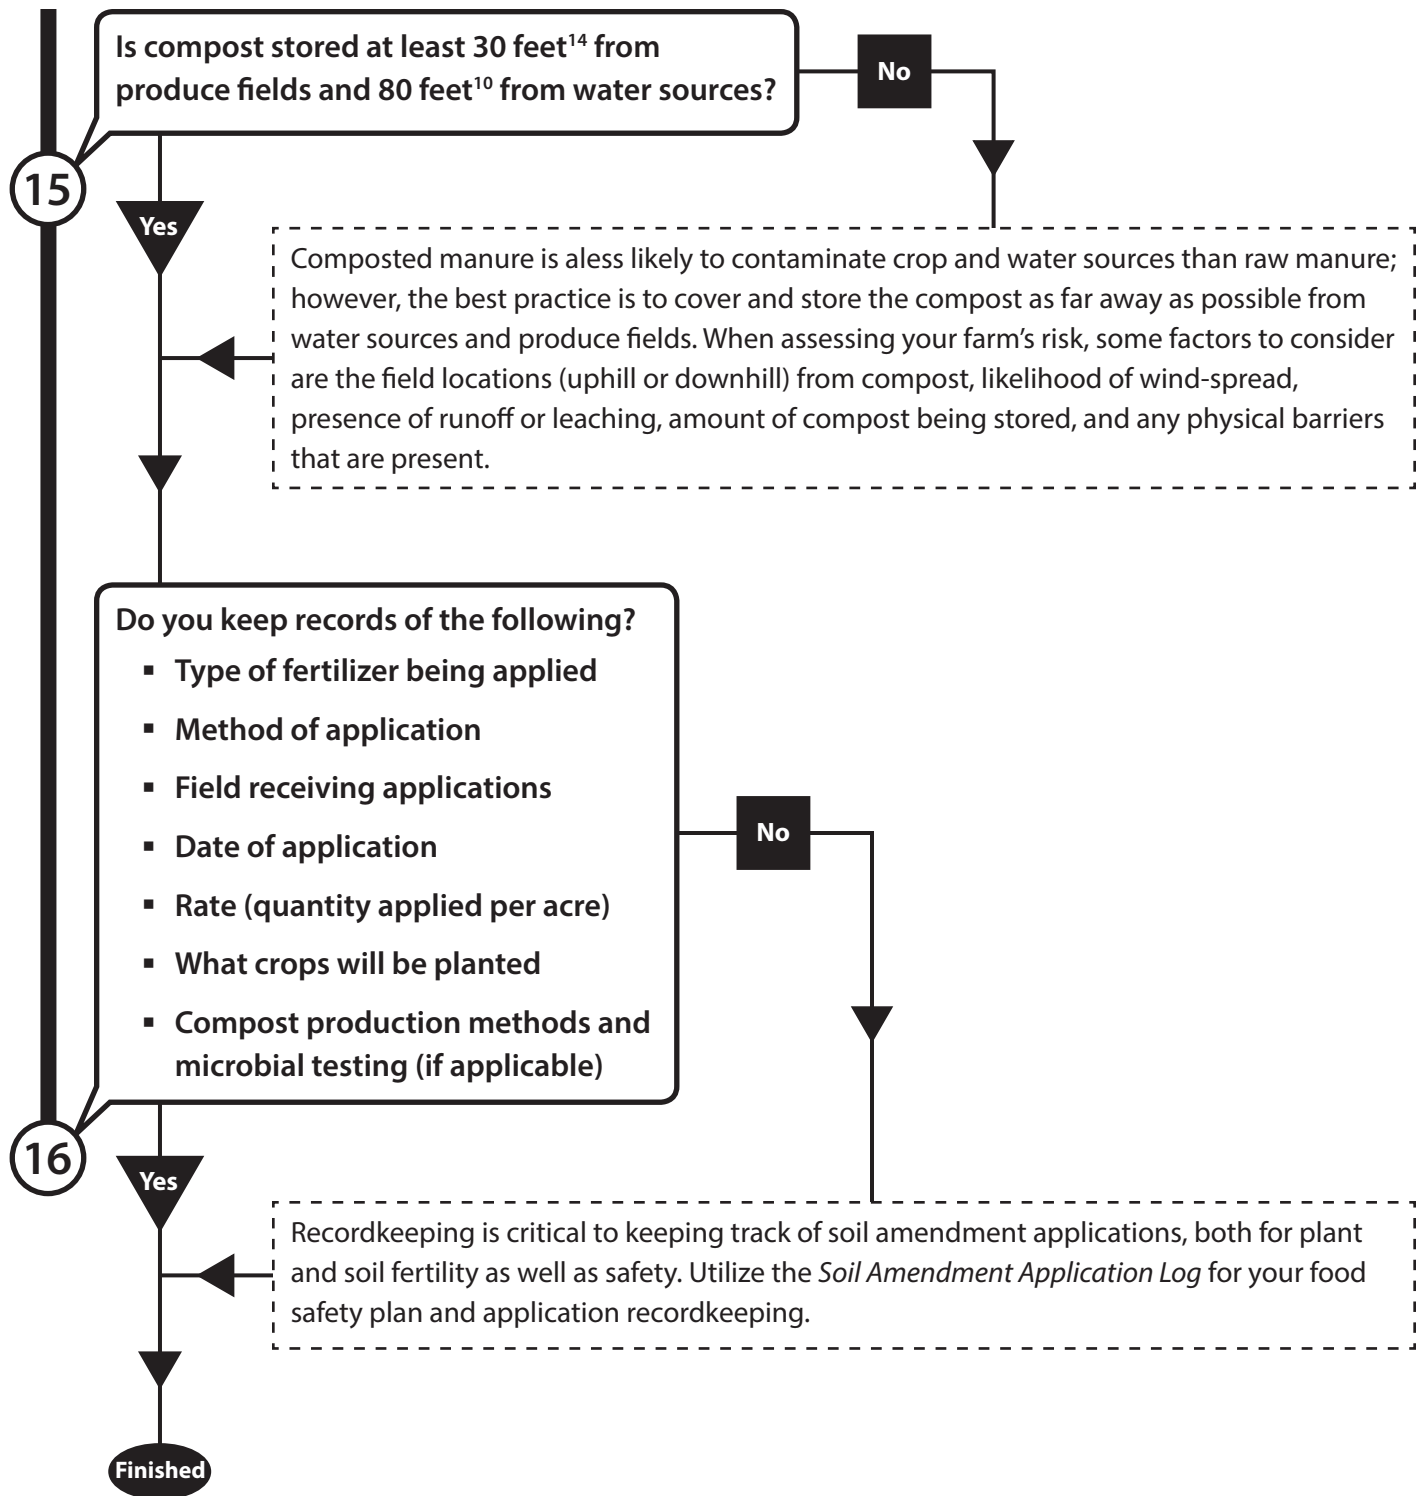 Is compost stored at least 30 feet¹⁴ from
produce fields and 80 feet¹⁰ from water sources?
No
15
Yes
Composted manure is aless likely to contaminate crop and water sources than raw manure;
however, the best practice is to cover and store the compost as far away as possible from
water sources and produce fields. When assessing your farm’s risk, some factors to consider
are the field locations (uphill or downhill) from compost, likelihood of wind-spread,
presence of runoff or leaching, amount of compost being stored, and any physical barriers
that are present.
Do you keep records of the following?
▪ Type of fertilizer being applied
▪ Method of application
▪ Field receiving applications
▪ Date of application
▪ Rate (quantity applied per acre)
▪ What crops will be planted
▪ Compost production methods and
microbial testing (if applicable)
No
16
Yes
Recordkeeping is critical to keeping track of soil amendment applications, both for plant
and soil fertility as well as safety. Utilize the Soil Amendment Application Log for your food
safety plan and application recordkeeping.
Finished